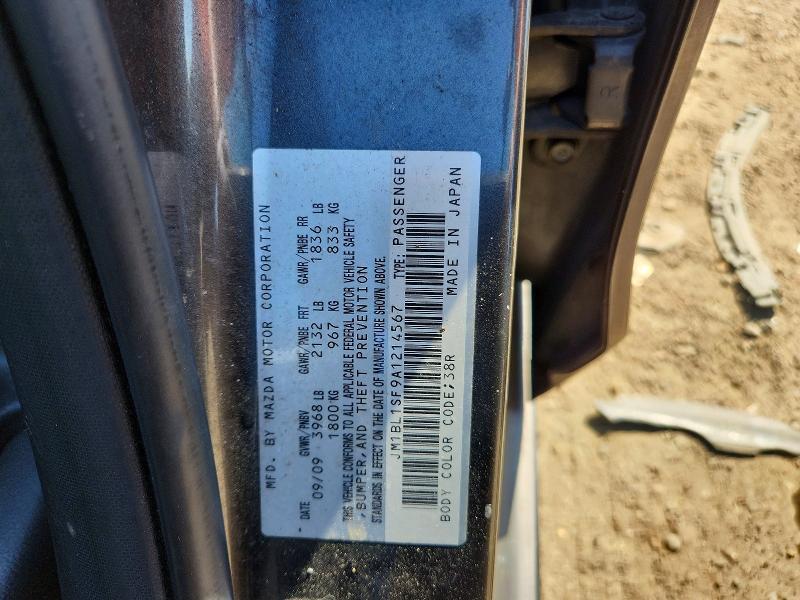 MFD. BY MAZDA MOTOR CORPORATION
DATE GVWR/PNBV GAWR/PNBE FRT GAWR/PNBE RR
09/09 3968 LB 2132 LB 1836 LB
1800 KG 967 KG 833 KG
THIS VEHICLE CONFORMS TO ALL APPLICABLE FEDERAL MOTOR VEHICLE SAFETY
,BUMPER,AND THEFT PREVENTION
STANDARDS IN EFFECT ON THE DATE OF MANUFACTURE SHOWN ABOVE.
JM1BL1SF9A1214567 TYPE: PASSENGER
BODY COLOR CODE;38R MADE IN JAPAN